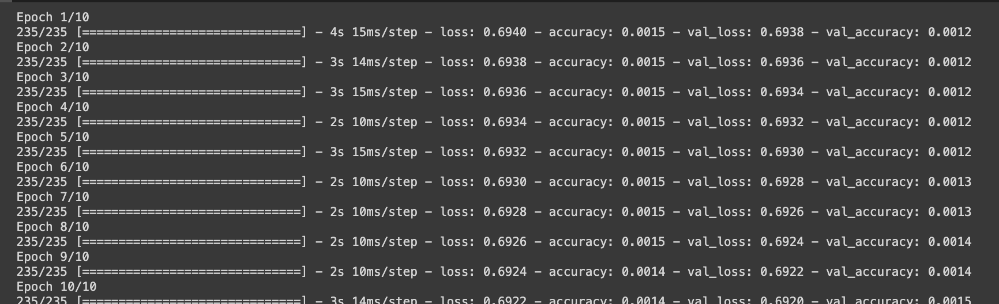 Epoch 1/10
235/235 [==============================] - 4s 15ms/step - loss: 0.6940 - accuracy: 0.0015 - val_loss: 0.6938 - val_accuracy: 0.0012
Epoch 2/10
235/235 [==============================] - 3s 14ms/step - loss: 0.6938 - accuracy: 0.0015 - val_loss: 0.6936 - val_accuracy: 0.0012
Epoch 3/10
235/235 [==============================] - 3s 15ms/step - loss: 0.6936 - accuracy: 0.0015 - val_loss: 0.6934 - val_accuracy: 0.0012
Epoch 4/10
235/235 [==============================] - 2s 10ms/step - loss: 0.6934 - accuracy: 0.0015 - val_loss: 0.6932 - val_accuracy: 0.0012
Epoch 5/10
235/235 [==============================] - 3s 15ms/step - loss: 0.6932 - accuracy: 0.0015 - val_loss: 0.6930 - val_accuracy: 0.0012
Epoch 6/10
235/235 [==============================] - 2s 10ms/step - loss: 0.6930 - accuracy: 0.0015 - val_loss: 0.6928 - val_accuracy: 0.0013
Epoch 7/10
235/235 [==============================] - 2s 10ms/step - loss: 0.6928 - accuracy: 0.0015 - val_loss: 0.6926 - val_accuracy: 0.0013
Epoch 8/10
235/235 [==============================] - 2s 10ms/step - loss: 0.6926 - accuracy: 0.0015 - val_loss: 0.6924 - val_accuracy: 0.0014
Epoch 9/10
235/235 [==============================] - 2s 10ms/step - loss: 0.6924 - accuracy: 0.0014 - val_loss: 0.6922 - val_accuracy: 0.0014
Epoch 10/10
235/235 [==============================] - 3s 14ms/step - loss: 0.6922 - accuracy: 0.0014 - val_loss: 0.6920 - val_accuracy: 0.0015